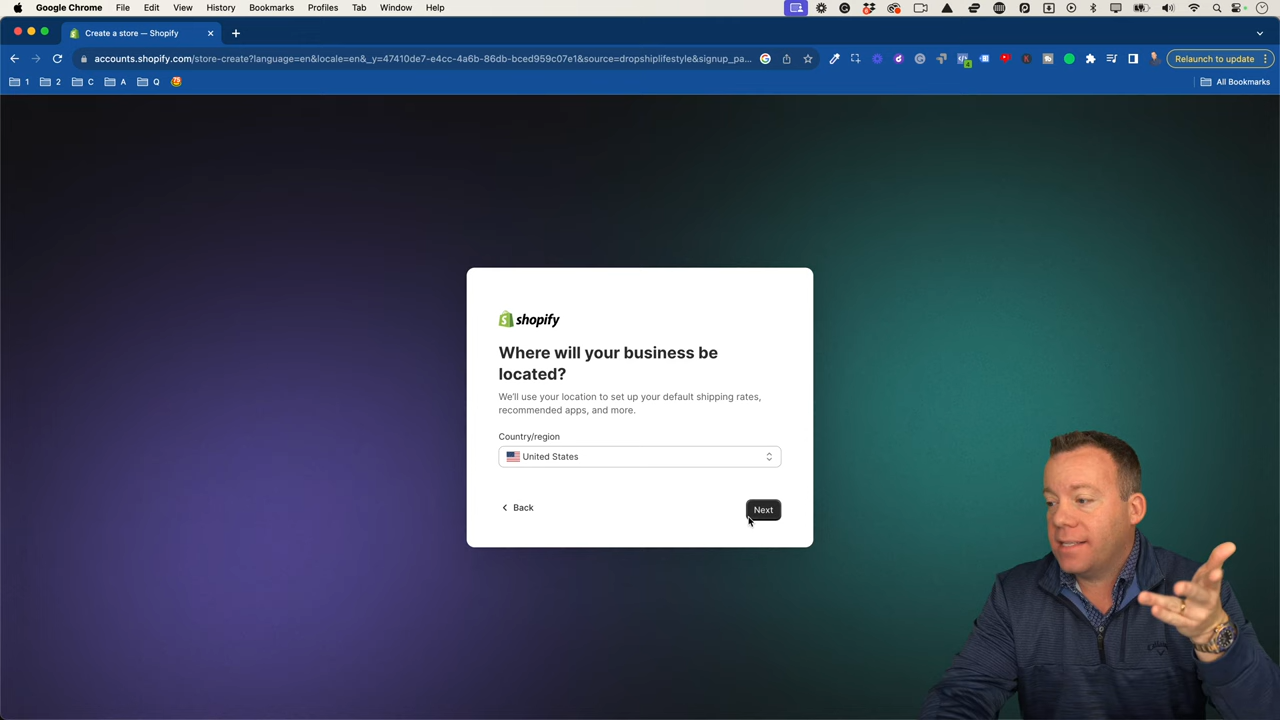 Google Chrome File Edit View History Bookmarks Profiles Tab Window Help
Create a store — Shopify
accounts.shopify.com/store-create?language=en&locale=en&_y=47410de7-e4cc-4a6b-86db-bced959c07e1&source=dropshiplifestyle&signup_pa...
Relaunch to update
1 2 C A Q
All Bookmarks
shopify
Where will your business be
located?
We'll use your location to set up your default shipping rates,
recommended apps, and more.
Country/region
United States
Back
Next